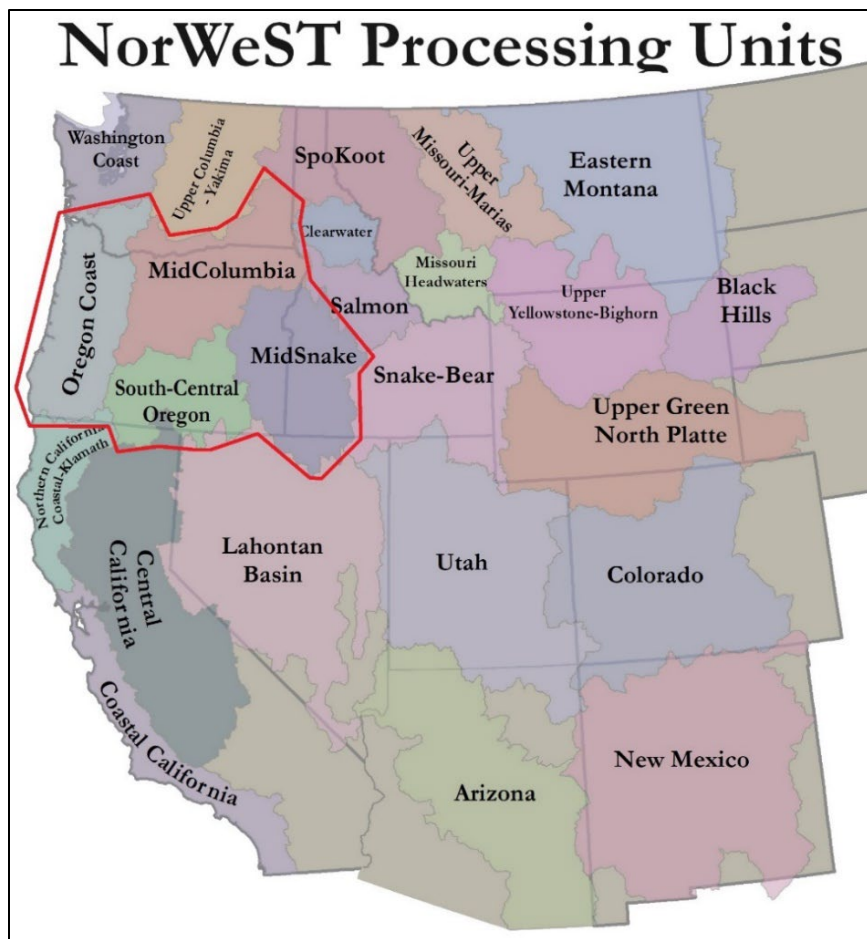 NorWeST Processing Units
Washington
Coast
Upper Columbia
- Yakima
SpoKoot
Upper
Missouri-Marias
Eastern
Montana
Clearwater
Missouri
Headwaters
Oregon Coast
MidColumbia
Salmon
Upper
Yellowstone-Bighorn
Black
Hills
MidSnake
Snake-Bear
South-Central
Oregon
Upper Green
North Platte
Northern California
Coastal-Klamath
Central
California
Lahontan
Basin
Utah
Colorado
Coastal California
Arizona
New Mexico